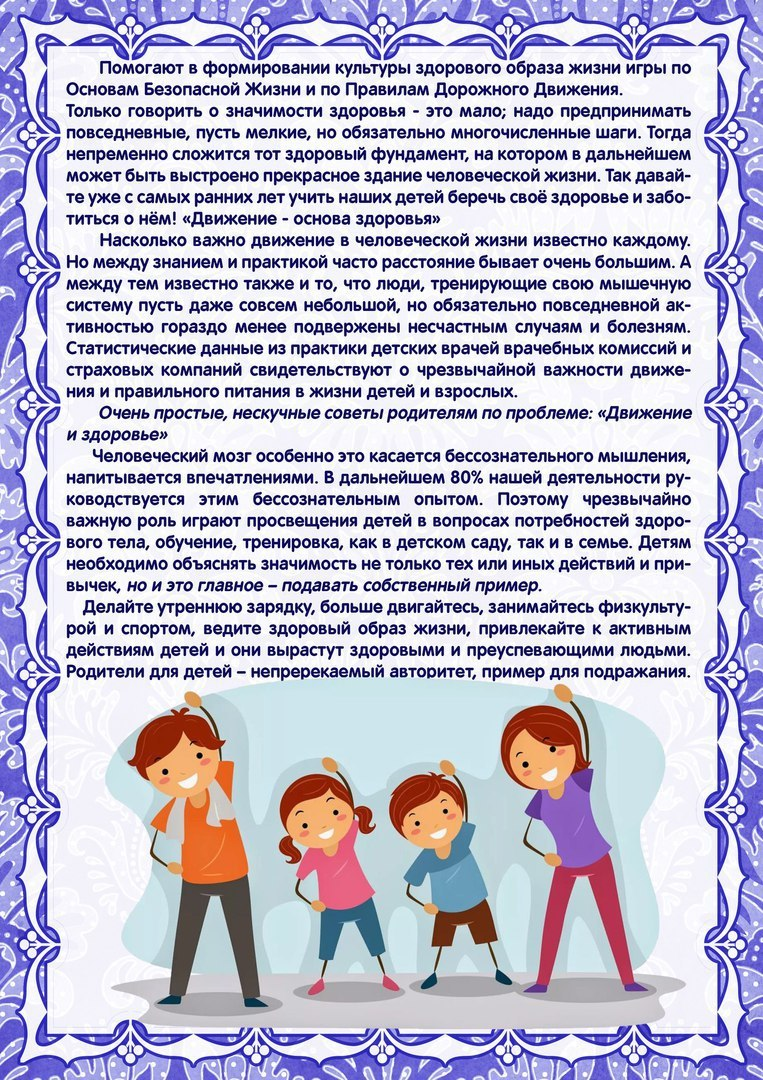 Помогают в формировании культуры здорового образа жизни игры по
Основам Безопасной Жизни и по Правилам Дорожного Движения.
Только говорить о значимости здоровья - это мало; надо предпринимать
повседневные, пусть мелкие, но обязательно многочисленные шаги. Тогда
непременно сложится тот здоровый фундамент, на котором в дальнейшем
может быть выстроено прекрасное здание человеческой жизни. Так давай-
те уже с самых ранних лет учить наших детей беречь своё здоровье и забо-
титься о нём! «Движение - основа здоровья»
Насколько важно движение в человеческой жизни известно каждому.
Но между знанием и практикой часто расстояние бывает очень большим. А
между тем известно также и то, что люди, тренирующие свою мышечную
систему пусть даже совсем небольшой, но обязательно повседневной ак-
тивностью гораздо менее подвержены несчастным случаям и болезням.
Статистические данные из практики детских врачей врачебных комиссий и
страховых компаний свидетельствуют о чрезвычайной важности движе-
ния и правильного питания в жизни детей и взрослых.
Очень простые, нескучные советы родителям по проблеме: «Движение
и здоровье»
Человеческий мозг особенно это касается бессознательного мышления,
напитывается впечатлениями. В дальнейшем 80% нашей деятельности ру-
ководствуется этим бессознательным опытом. Поэтому чрезвычайно
важную роль играют просвещения детей в вопросах потребностей здоро-
вого тела, обучение, тренировка, как в детском саду, так и в семье. Детям
необходимо объяснять значимость не только тех или иных действий и при-
вычек, но и это главное – подавать собственный пример.
Делайте утреннюю зарядку, больше двигайтесь, занимайтесь физкульту-
рой и спортом, ведите здоровый образ жизни, привлекайте к активным
действиям детей и они вырастут здоровыми и преуспевающими людьми.
Родители для детей – непререкаемый авторитет, пример для подражания.